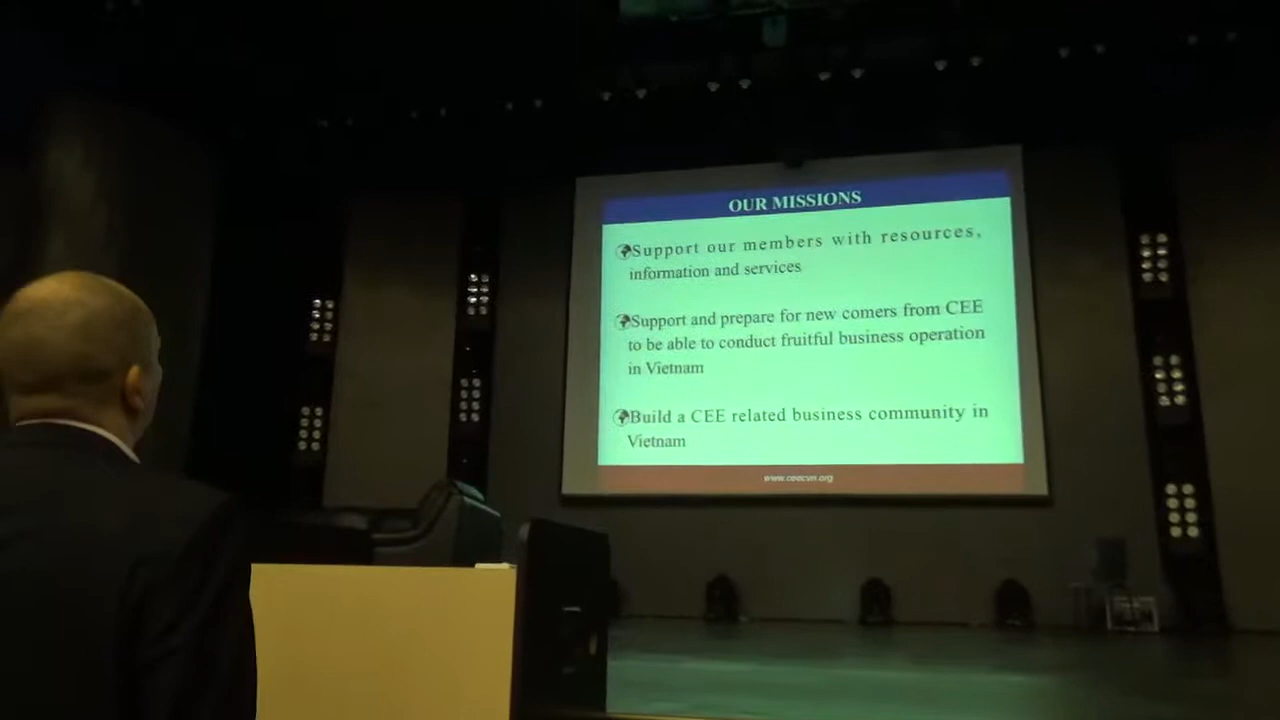 OUR MISSIONS
Support our members with resources,
information and services
Support and prepare for new comers from CEE
to be able to conduct fruitful business operation
in Vietnam
Build a CEE related business community in
Vietnam
www.ceecvn.org